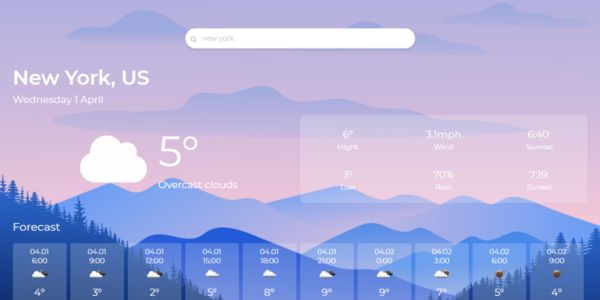 new york
New York, US
Wednesday 1 April
5°
Overcast clouds
6° 3.1mph 6:40:
Hight Wind Sunrise
3° 70% 7:19:
Low Rain Sunset
Forecast
04.01 04.01 04.01 04.01 04.01 04.01 04.02 04.02 04.02 04.02
6:00 9:00 12:00 15:00 18:00 21:00 0:00 3:00 6:00 9:00
4° 3° 2° 5° 8° 9° 9° 7° 5° 4°